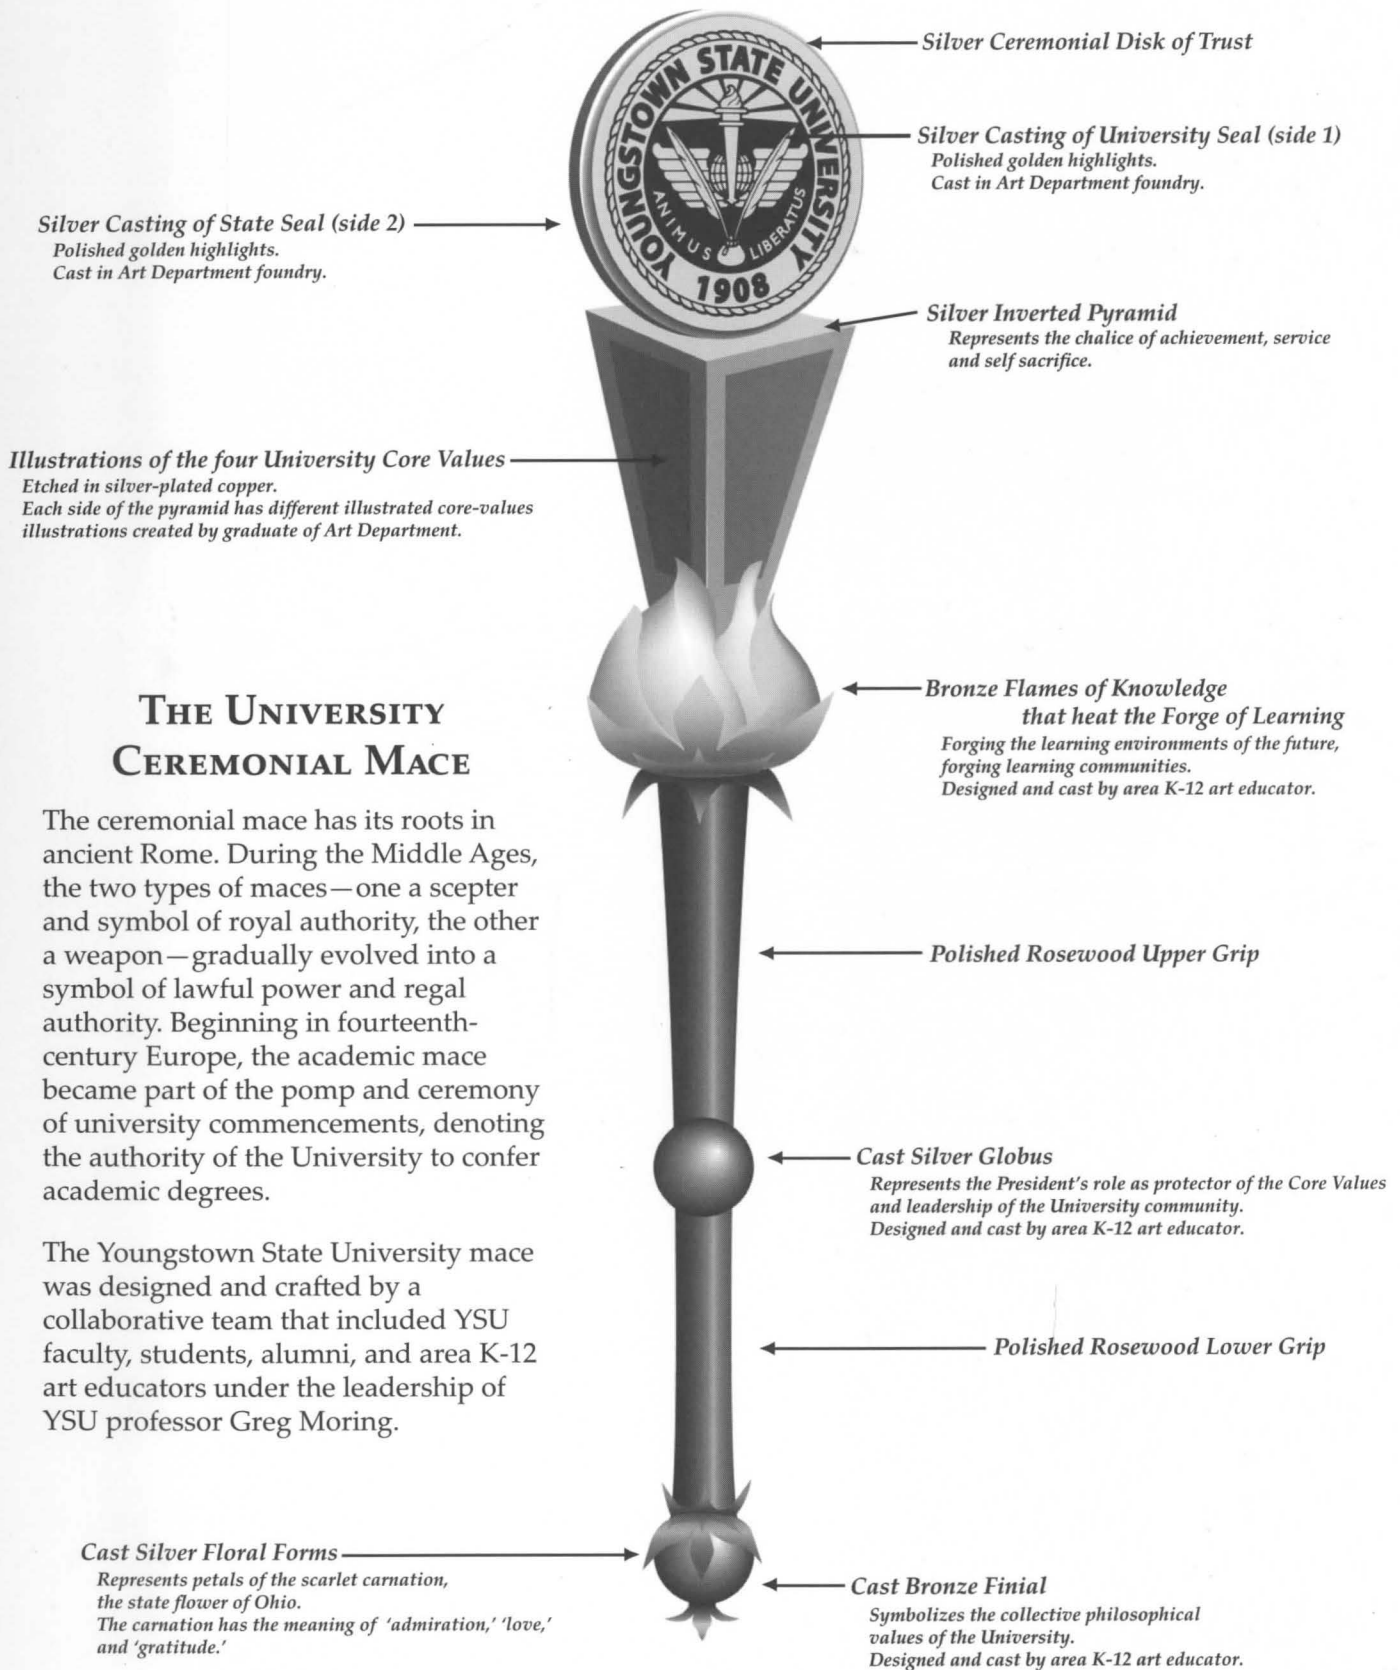 Silver Ceremonial Disk of Trust
YOUNGSTOWN STATE UNIVERSITY
ANIMUS LIBERATUS
1908
Silver Casting of University Seal (side 1)
Polished golden highlights.
Cast in Art Department foundry.
Silver Casting of State Seal (side 2)
Polished golden highlights.
Cast in Art Department foundry.
Silver Inverted Pyramid
Represents the chalice of achievement, service
and self sacrifice.
Illustrations of the four University Core Values
Etched in silver-plated copper.
Each side of the pyramid has different illustrated core-values
illustrations created by graduate of Art Department.
Bronze Flames of Knowledge
that heat the Forge of Learning
Forging the learning environments of the future,
forging learning communities.
Designed and cast by area K-12 art educator.
THE UNIVERSITY
CEREMONIAL MACE
The ceremonial mace has its roots in
ancient Rome. During the Middle Ages,
the two types of maces—one a scepter
and symbol of royal authority, the other
a weapon—gradually evolved into a
symbol of lawful power and regal
authority. Beginning in fourteenth-
century Europe, the academic mace
became part of the pomp and ceremony
of university commencements, denoting
the authority of the University to confer
academic degrees.
The Youngstown State University mace
was designed and crafted by a
collaborative team that included YSU
faculty, students, alumni, and area K-12
art educators under the leadership of
YSU professor Greg Moring.
Polished Rosewood Upper Grip
Cast Silver Globus
Represents the President's role as protector of the Core Values
and leadership of the University community.
Designed and cast by area K-12 art educator.
Polished Rosewood Lower Grip
Cast Silver Floral Forms
Represents petals of the scarlet carnation,
the state flower of Ohio.
The carnation has the meaning of 'admiration,' 'love,'
and 'gratitude.'
Cast Bronze Finial
Symbolizes the collective philosophical
values of the University.
Designed and cast by area K-12 art educator.